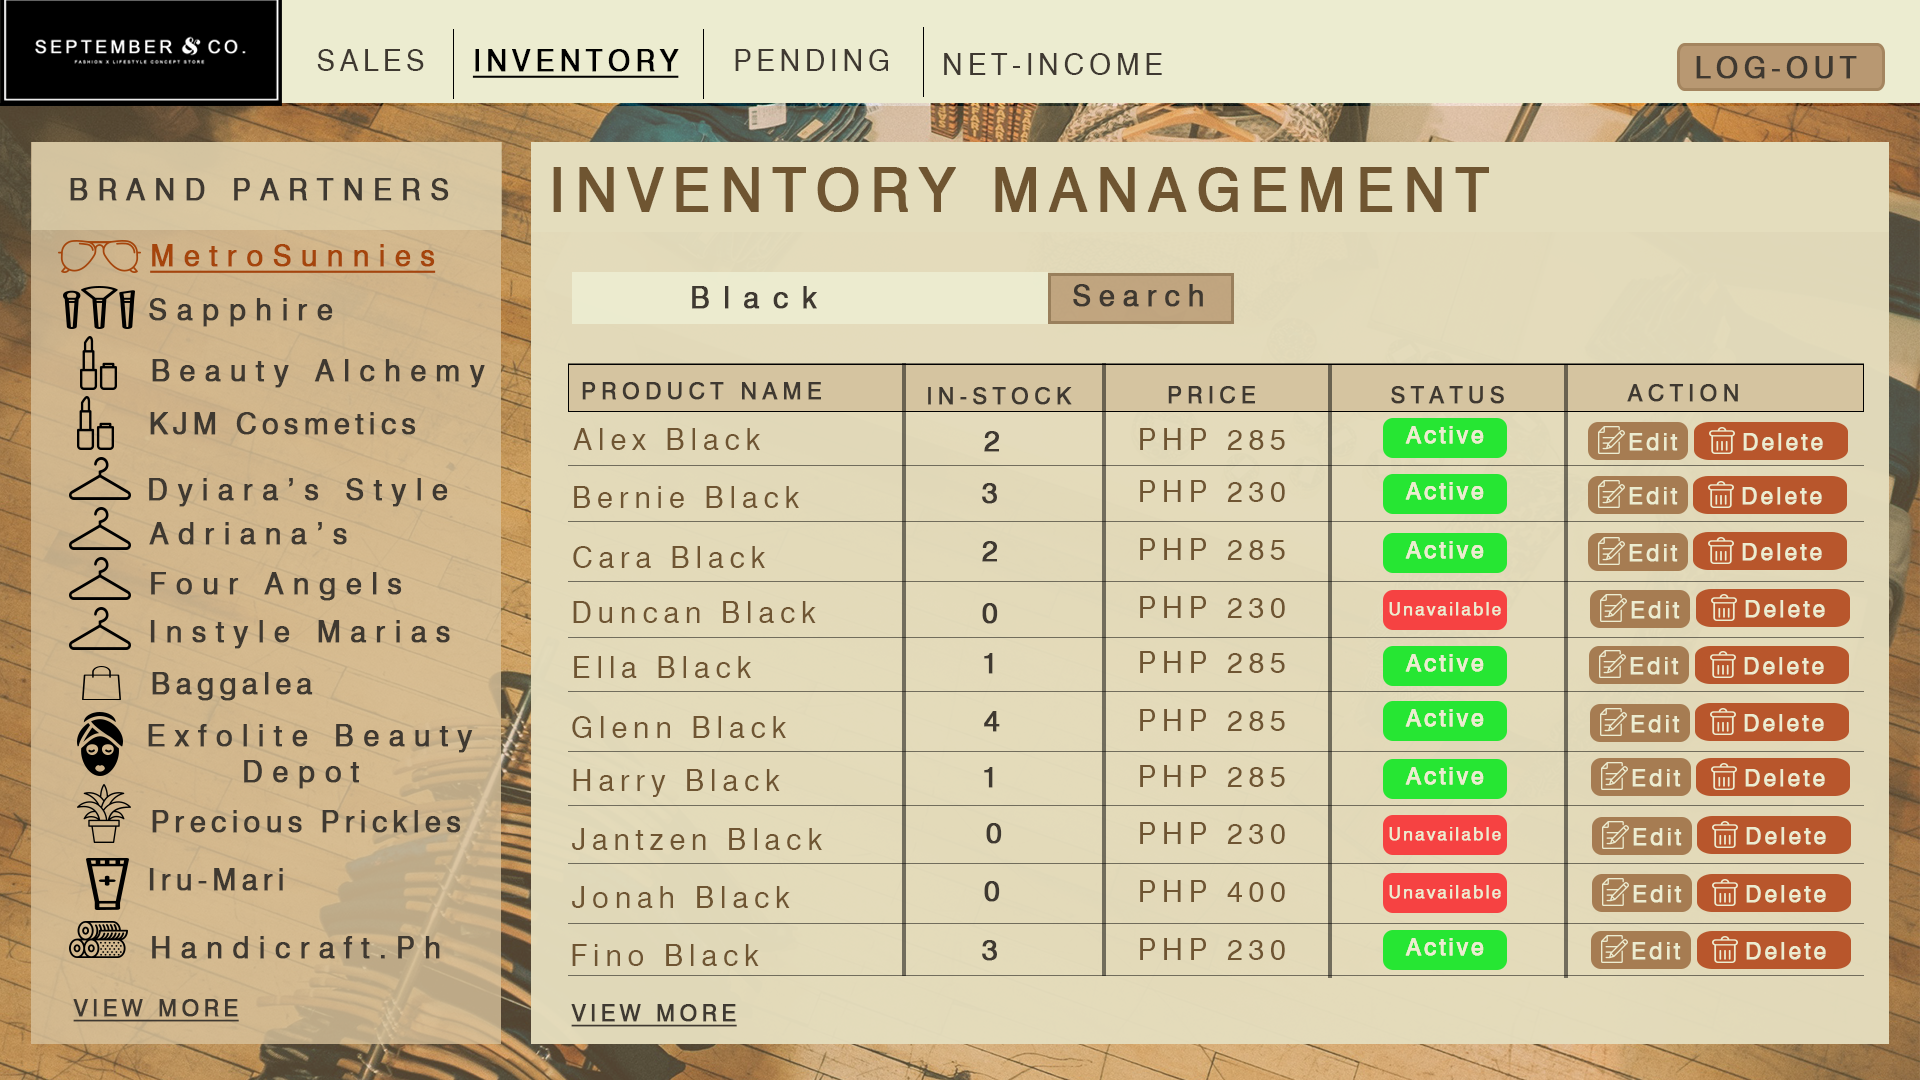 SEPTEMBER & CO.
FASHION X LIFESTYLE CONCEPT STORE
SALES
INVENTORY
PENDING
NET-INCOME
LOG-OUT
BRAND PARTNERS
MetroSunnies
Sapphire
Beauty Alchemy
KJM Cosmetics
Dyiara's Style
Adriana's
Four Angels
Instyle Marias
Baggalea
Exfolite Beauty
Depot
Precious Prickles
Iru-Mari
Handicraft.Ph
VIEW MORE
INVENTORY MANAGEMENT
Black Search
PRODUCT NAME IN-STOCK PRICE STATUS ACTION
Alex Black 2 PHP 285 Active Edit Delete
Bernie Black 3 PHP 230 Active Edit Delete
Cara Black 2 PHP 285 Active Edit Delete
Duncan Black 0 PHP 230 Unavailable Edit Delete
Ella Black 1 PHP 285 Active Edit Delete
Glenn Black 4 PHP 285 Active Edit Delete
Harry Black 1 PHP 285 Active Edit Delete
Jantzen Black 0 PHP 230 Unavailable Edit Delete
Jonah Black 0 PHP 400 Unavailable Edit Delete
Fino Black 3 PHP 230 Active Edit Delete
VIEW MORE